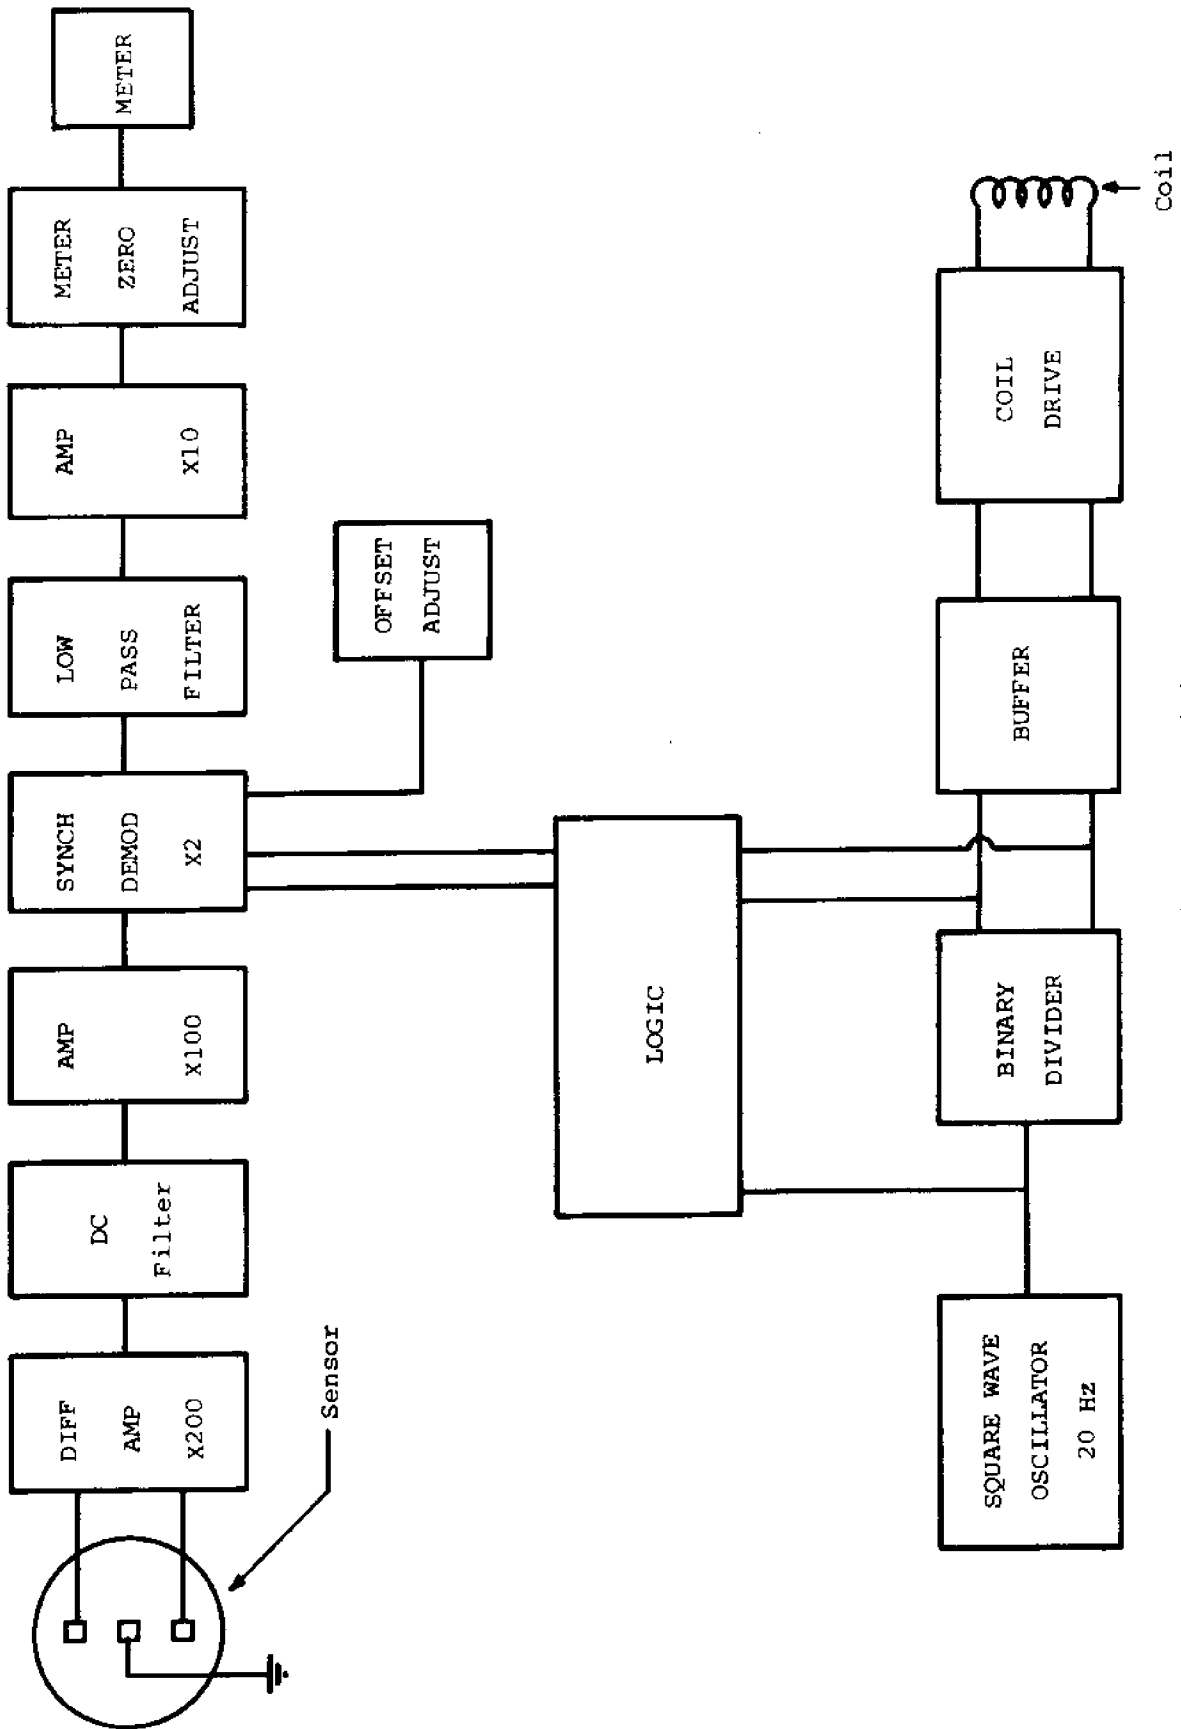 Sensor
DIFF
AMP
X200
DC
Filter
AMP
X100
SYNCH
DEMOD
X2
LOW
PASS
FILTER
AMP
X10
METER
ZERO
ADJUST
METER
OFFSET
ADJUST
LOGIC
SQUARE WAVE
OSCILLATOR
20 Hz
BINARY
DIVIDER
BUFFER
COIL
DRIVE
Coil